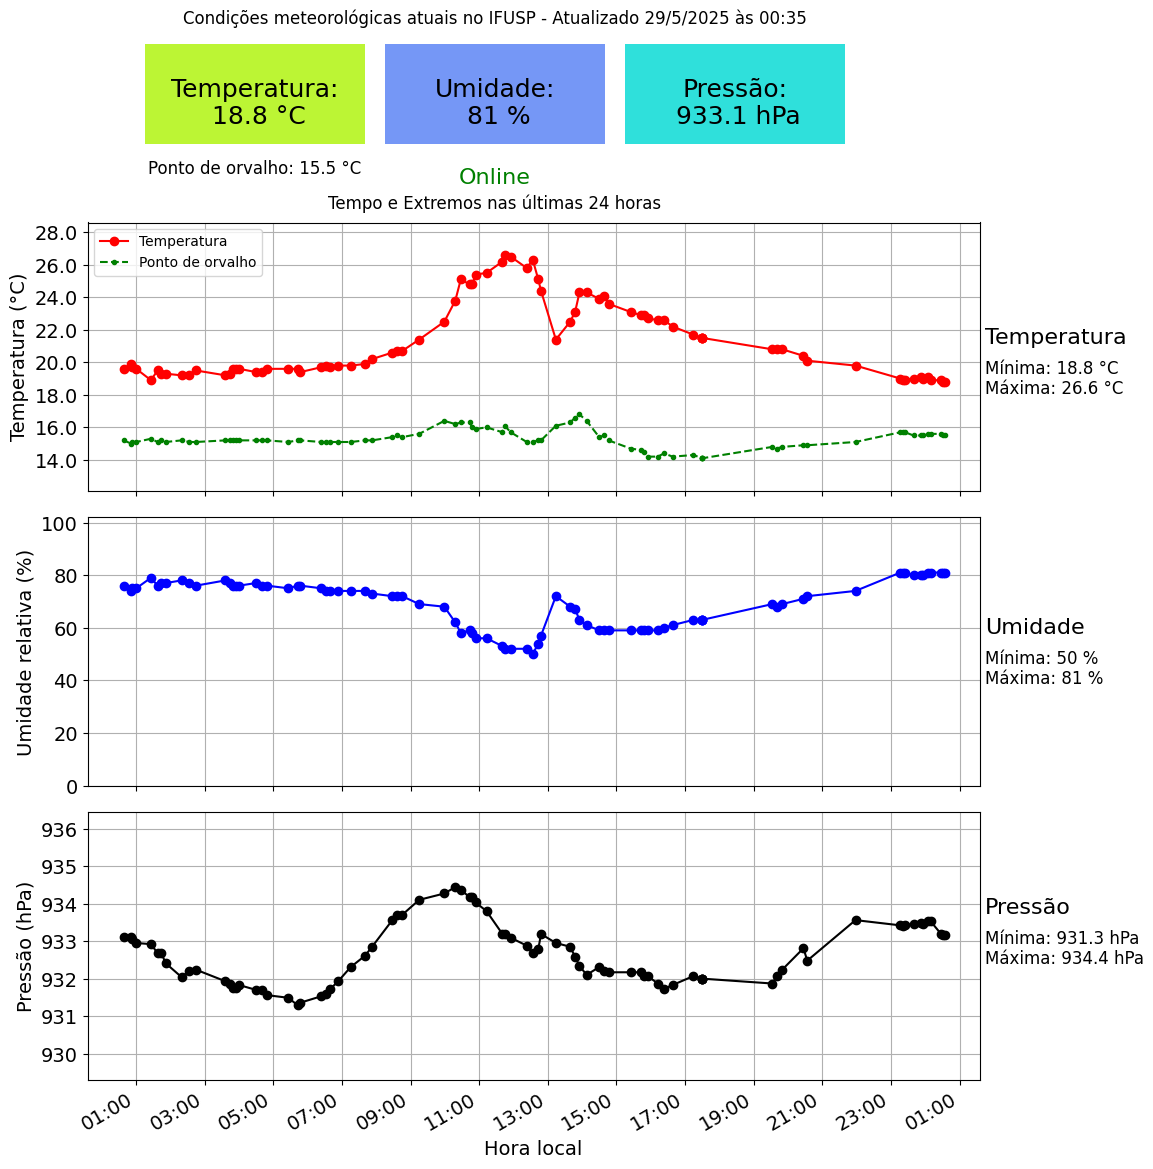 Condições meteorológicas atuais no IFUSP - Atualizado 29/5/2025 às 00:35
Temperatura:
18.8 °C
Umidade:
81 %
Pressão:
933.1 hPa
Ponto de orvalho: 15.5 °C
Online
Tempo e Extremos nas últimas 24 horas
Temperatura (°C)
28.0
26.0
24.0
22.0
20.0
18.0
16.0
14.0
Temperatura
Ponto de orvalho
Temperatura
Mínima: 18.8 °C
Máxima: 26.6 °C
Umidade relativa (%)
100
80
60
40
20
0
Umidade
Mínima: 50 %
Máxima: 81 %
Pressão (hPa)
936
935
934
933
932
931
930
Pressão
Mínima: 931.3 hPa
Máxima: 934.4 hPa
01:00
03:00
05:00
07:00
09:00
11:00
13:00
15:00
17:00
19:00
21:00
23:00
01:00
Hora local